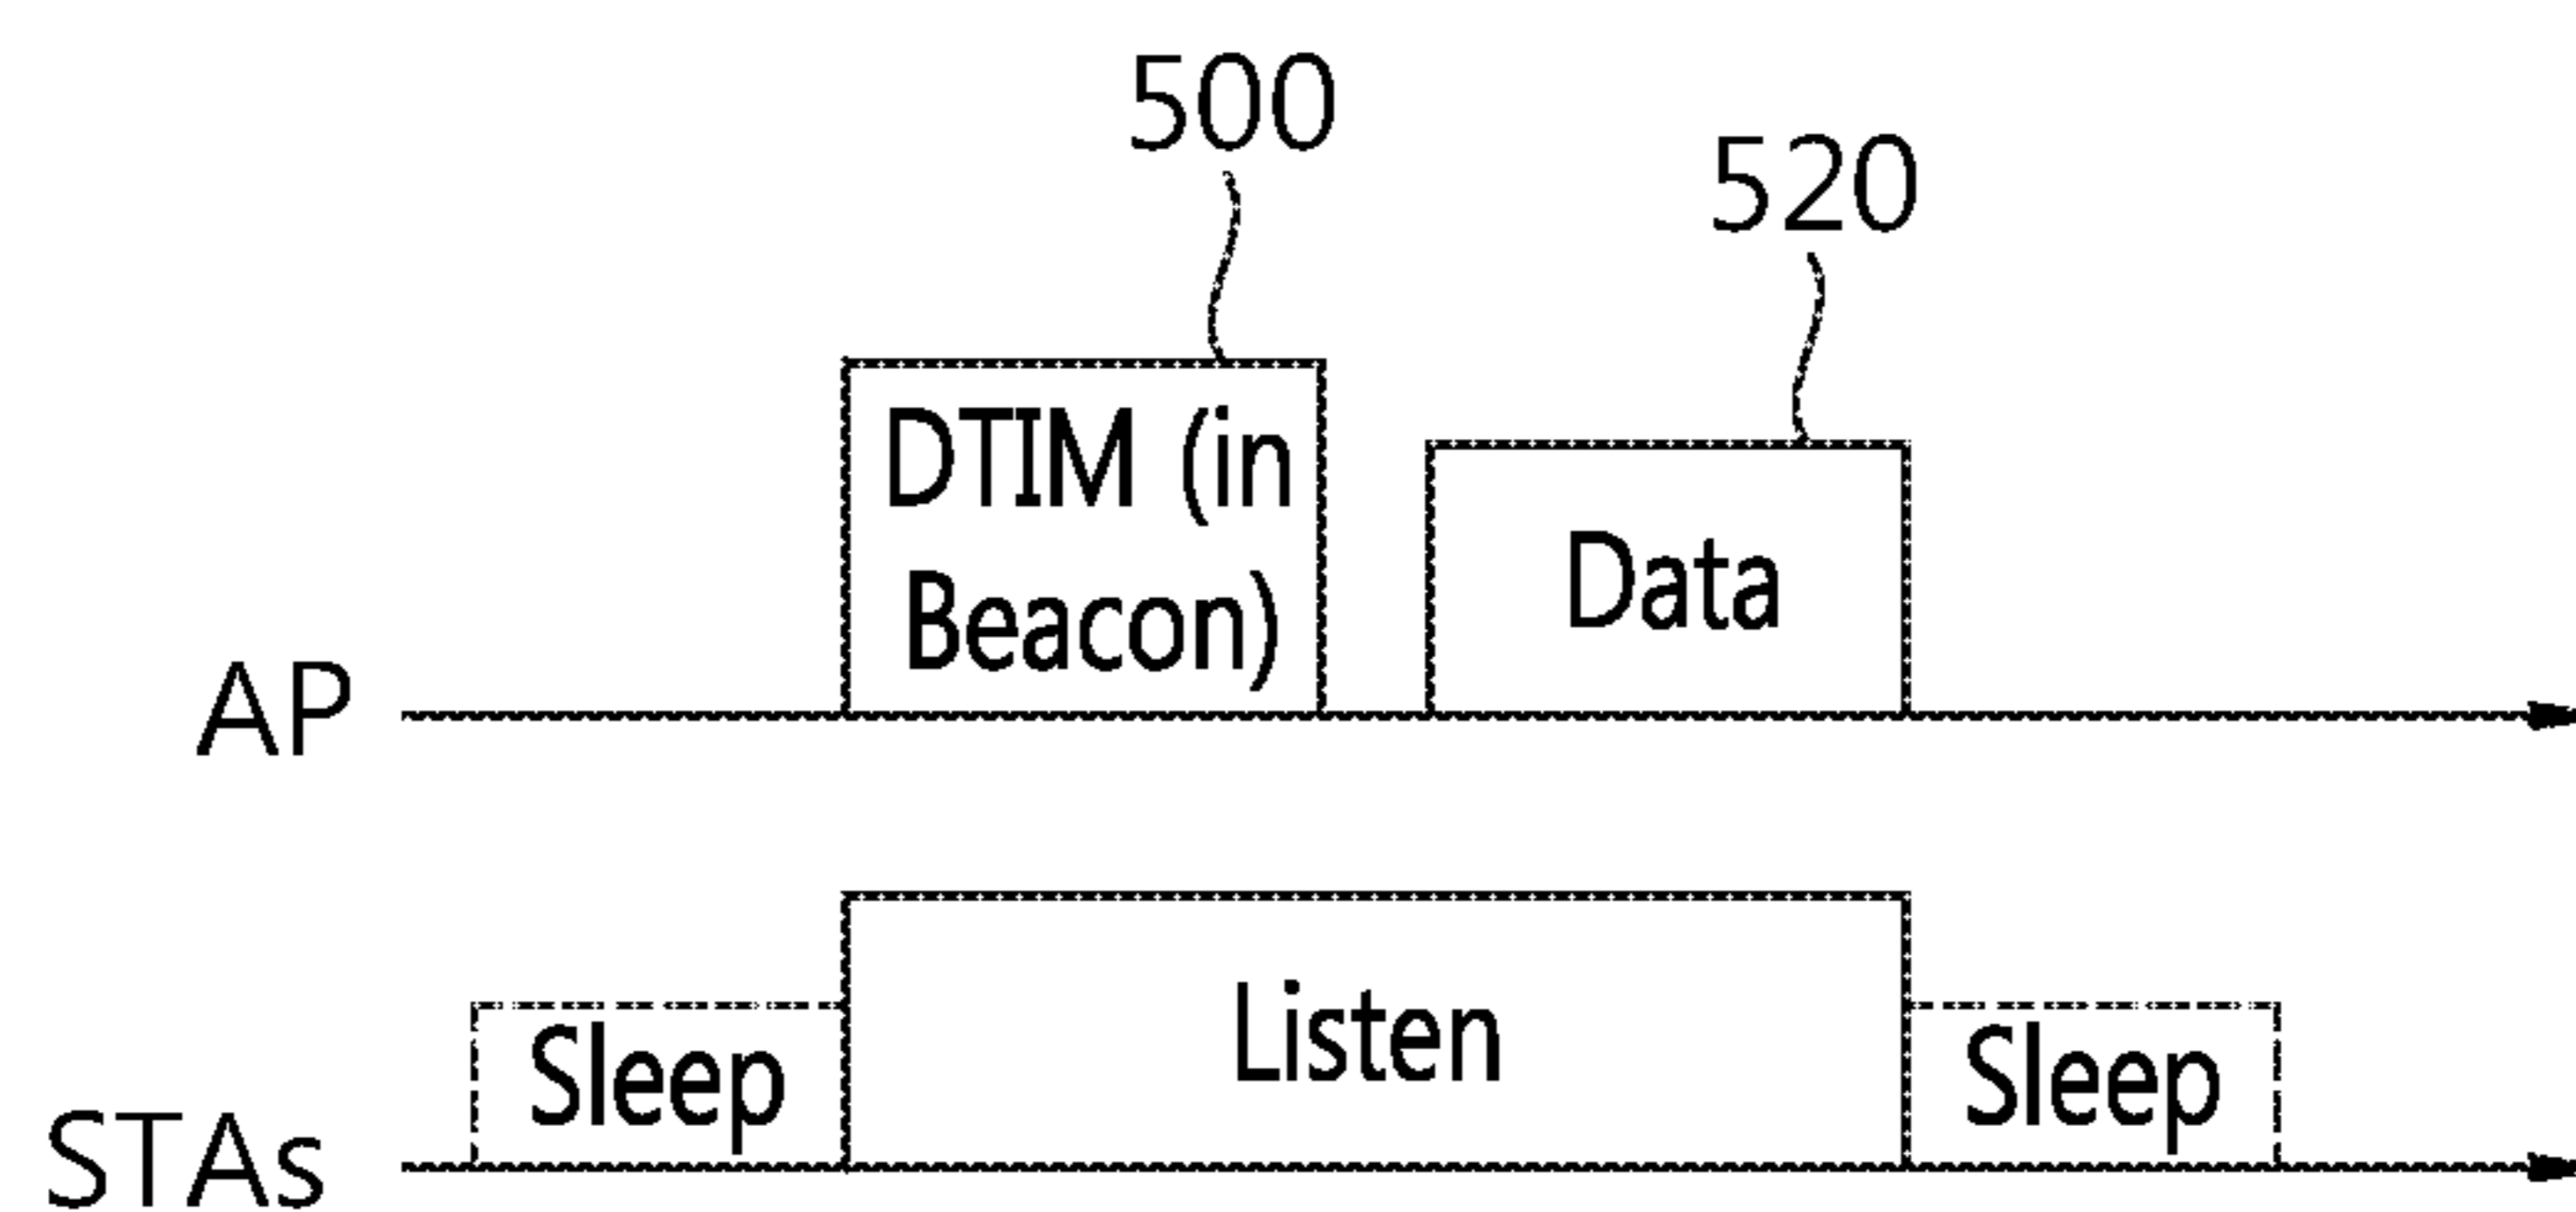 500
520
DTIM (in
Beacon)
Data
AP
Listen
Sleep
Sleep
STAs